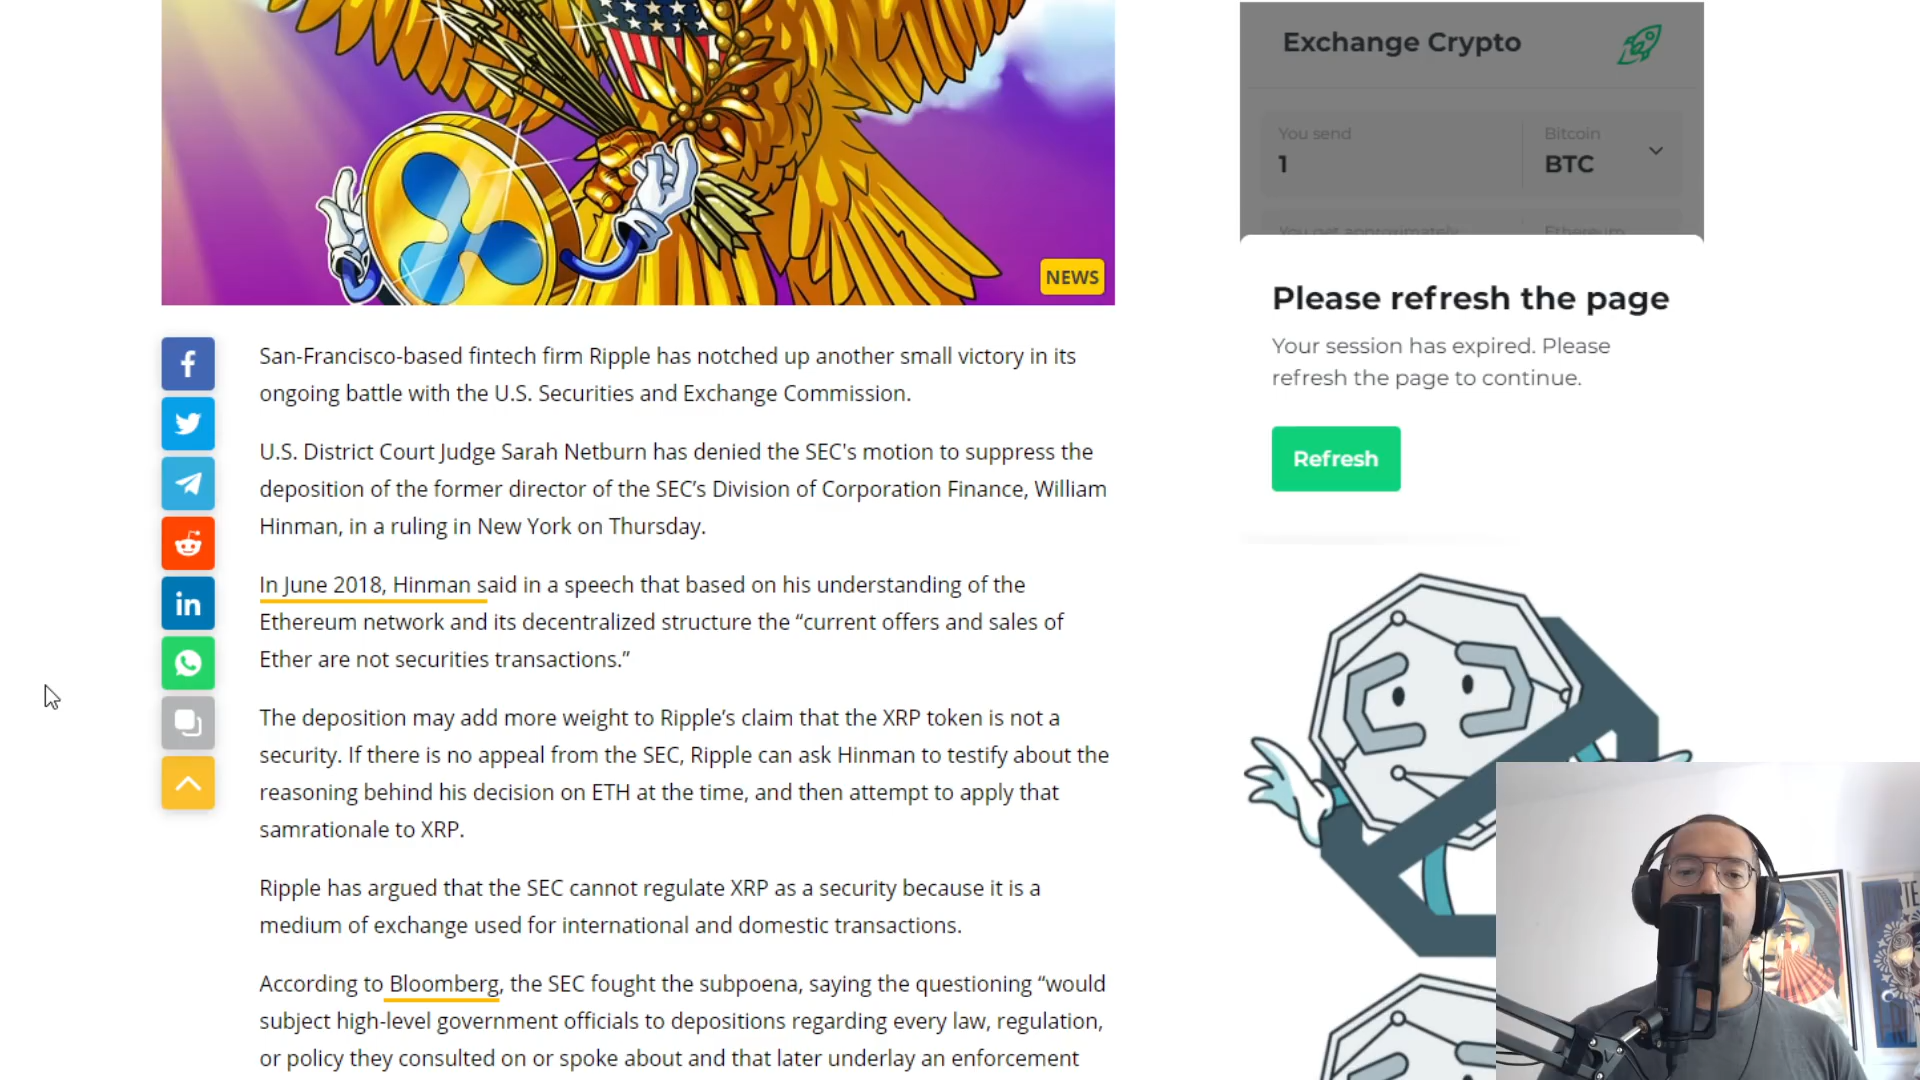 NEWS
San-Francisco-based fintech firm Ripple has notched up another small victory in its
ongoing battle with the U.S. Securities and Exchange Commission.
U.S. District Court Judge Sarah Netburn has denied the SEC's motion to suppress the
deposition of the former director of the SEC’s Division of Corporation Finance, William
Hinman, in a ruling in New York on Thursday.
In June 2018, Hinman said in a speech that based on his understanding of the
Ethereum network and its decentralized structure the “current offers and sales of
Ether are not securities transactions.”
The deposition may add more weight to Ripple’s claim that the XRP token is not a
security. If there is no appeal from the SEC, Ripple can ask Hinman to testify about the
reasoning behind his decision on ETH at the time, and then attempt to apply that
samrationale to XRP.
Ripple has argued that the SEC cannot regulate XRP as a security because it is a
medium of exchange used for international and domestic transactions.
According to Bloomberg, the SEC fought the subpoena, saying the questioning “would
subject high-level government officials to depositions regarding every law, regulation,
or policy they consulted on or spoke about and that later underlay an enforcement
Exchange Crypto
You send
1
Bitcoin
BTC
You get approximately
Ethereum
Please refresh the page
Your session has expired. Please
refresh the page to continue.
Refresh